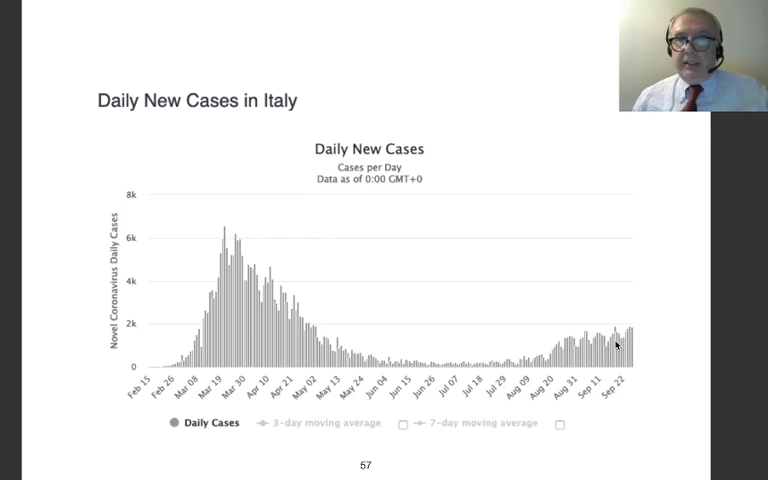 Daily New Cases in Italy
Daily New Cases
Cases per Day
Data as of 0:00 GMT+0
Novel Coronavirus Daily Cases
8k
6k
4k
2k
0
Feb 15 Feb 26 Mar 08 Mar 19 Mar 30 Apr 10 Apr 21 May 02 May 13 May 24 Jun 04 Jun 15 Jun 26 Jul 07 Jul 18 Jul 29 Aug 09 Aug 20 Aug 31 Sep 11 Sep 22
Daily Cases 3-day moving average 7-day moving average
57